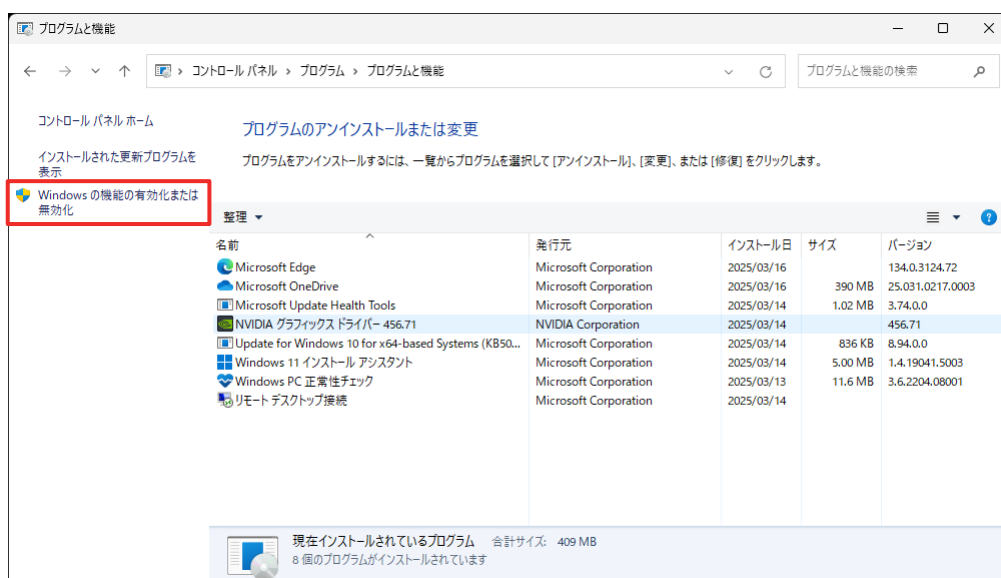 プログラムと機能
コントロール パネル > プログラム > プログラムと機能
プログラムと機能の検索
コントロール パネル ホーム
インストールされた更新プログラムを
表示
Windows の機能の有効化または
無効化
プログラムのアンインストールまたは変更
プログラムをアンインストールするには、一覧からプログラムを選択して [アンインストール]、[変更]、または [修復] をクリックします。
整理
名前 発行元 インストール日 サイズ バージョン
Microsoft Edge Microsoft Corporation 2025/03/16 134.0.3124.72
Microsoft OneDrive Microsoft Corporation 2025/03/16 390 MB 25.031.0217.0003
Microsoft Update Health Tools Microsoft Corporation 2025/03/14 1.02 MB 3.74.0.0
NVIDIA グラフィックス ドライバー 456.71 NVIDIA Corporation 2025/03/14 456.71
Update for Windows 10 for x64-based Systems (KB50... Microsoft Corporation 2025/03/14 836 KB 8.94.0.0
Windows 11 インストール アシスタント Microsoft Corporation 2025/03/14 5.00 MB 1.4.19041.5003
Windows PC 正常性チェック Microsoft Corporation 2025/03/13 11.6 MB 3.6.2204.08001
リモート デスクトップ接続 Microsoft Corporation 2025/03/14
現在インストールされているプログラム 合計サイズ: 409 MB
8 個のプログラムがインストールされています